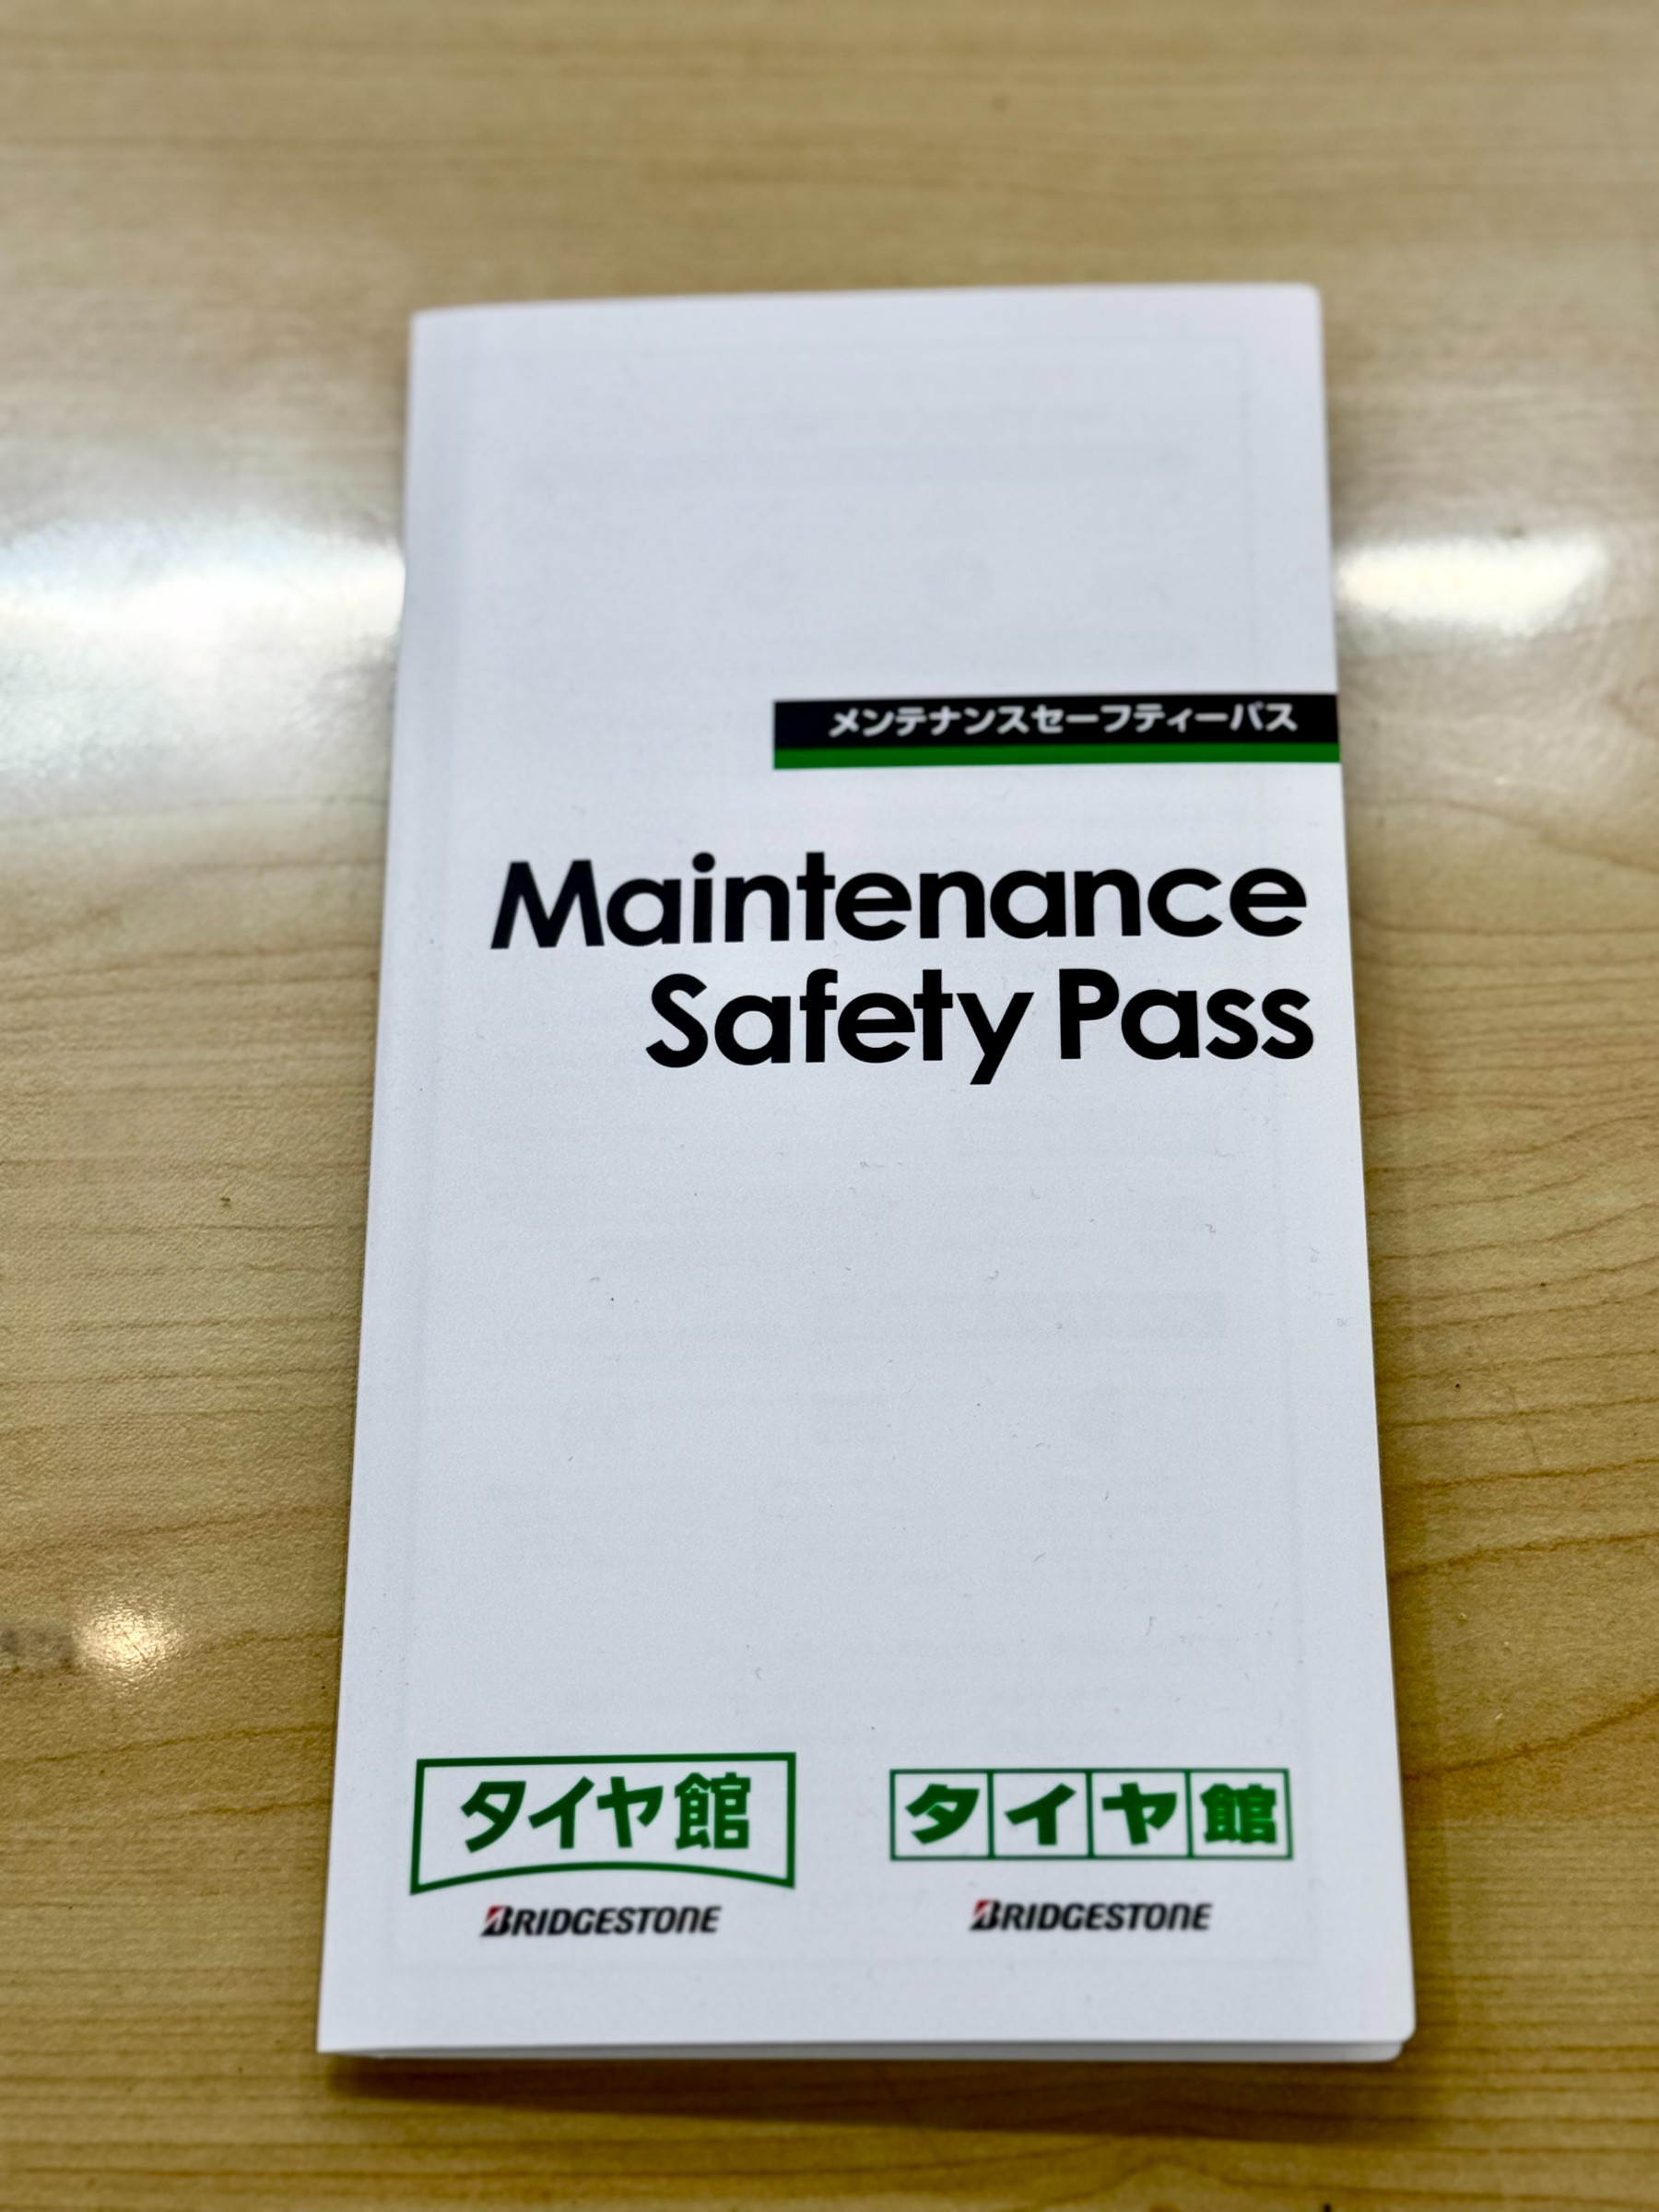 メンテナンスセーフティーパス
Maintenance
Safety Pass
タイヤ館
BRIDGESTONE
タイヤ館
BRIDGESTONE